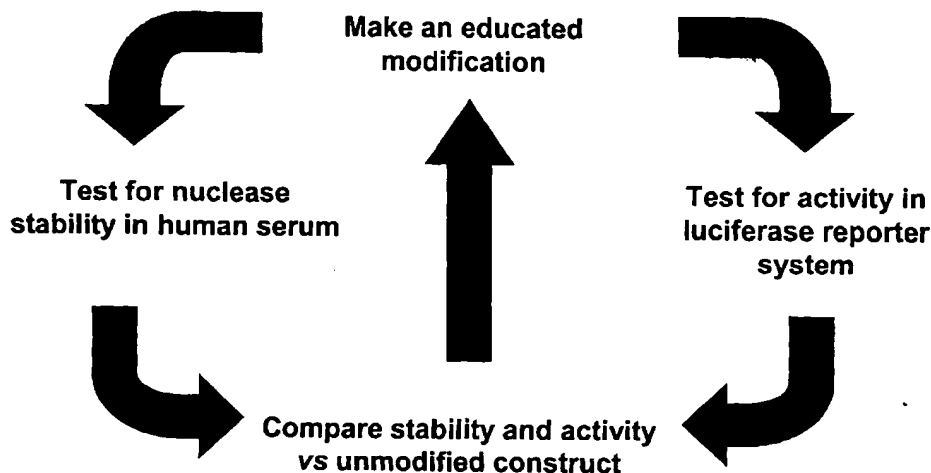 Make an educated
modification
Test for nuclease
stability in human serum
Test for activity in
luciferase reporter
system
Compare stability and activity
vs unmodified construct